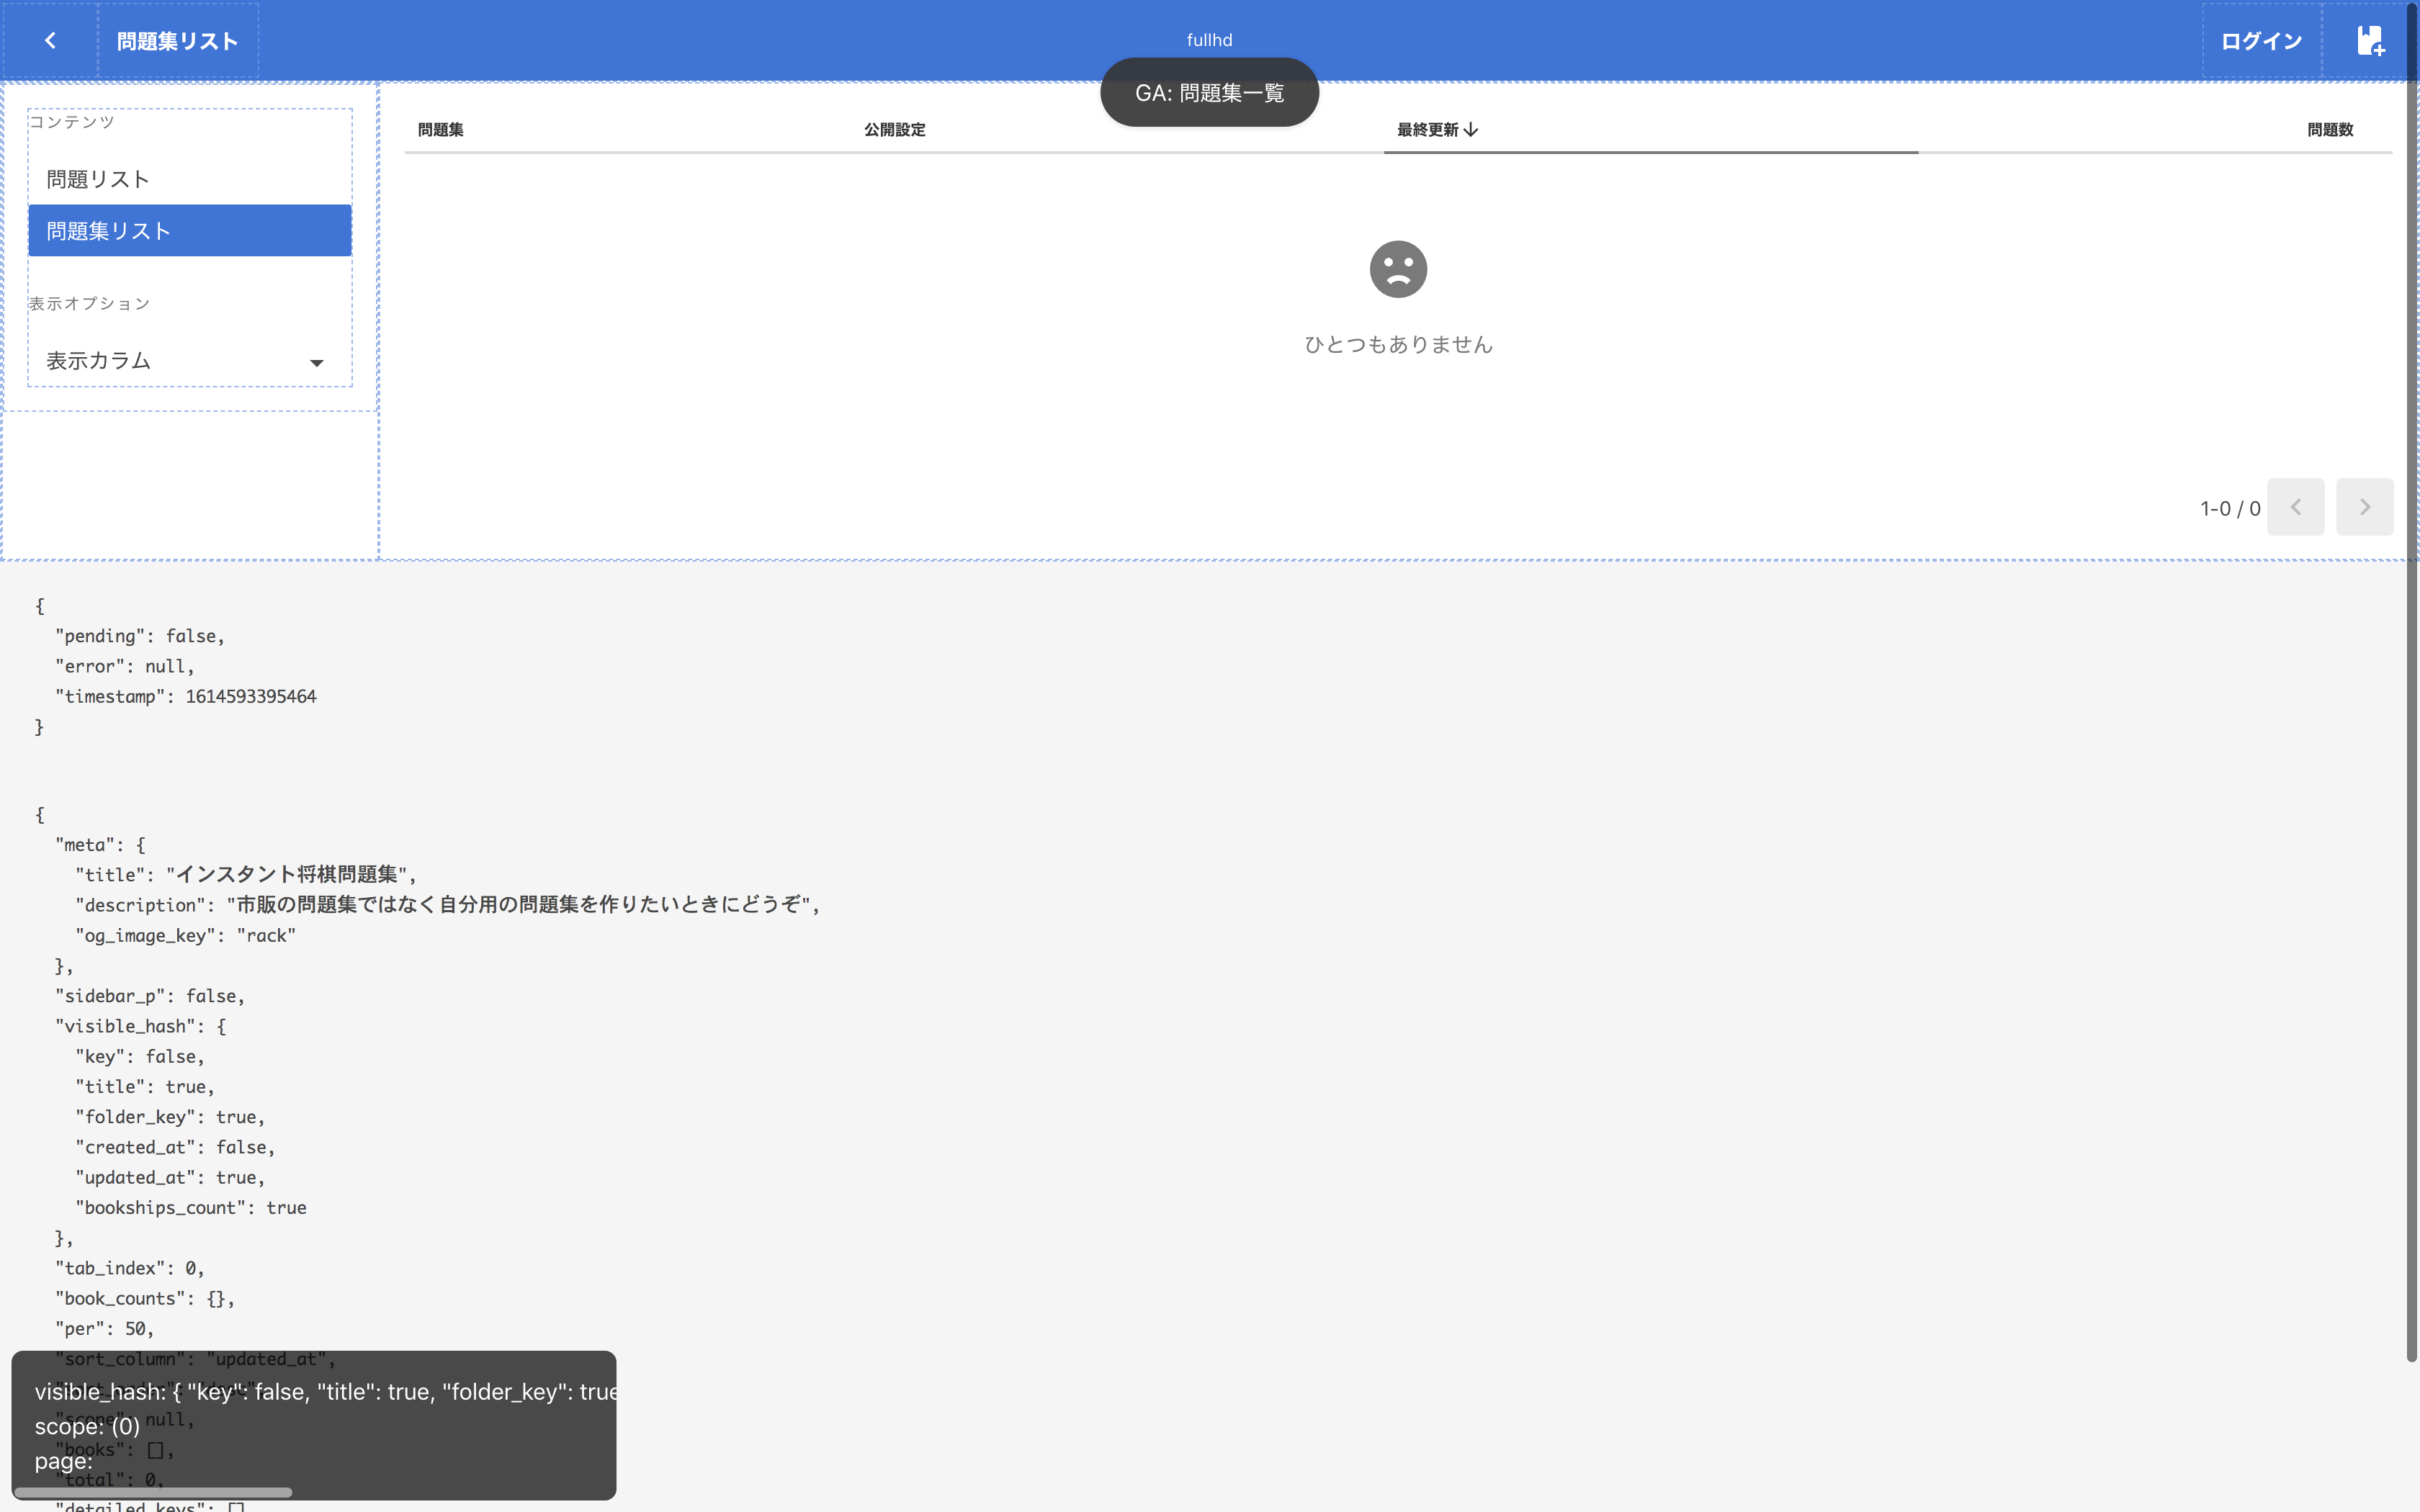 問題集リスト
fullhd
ログイン
GA: 問題集一覧
コンテンツ
問題リスト
問題集リスト
表示オプション
表示カラム
問題集 公開設定 最終更新 問題数
ひとつもありません
1-0 / 0
{
"pending": false,
"error": null,
"timestamp": 1614593395464
}
{
"meta": {
"title": "インスタント将棋問題集",
"description": "市販の問題集ではなく自分用の問題集を作りたいときにどうぞ",
"og_image_key": "rack"
},
"sidebar_p": false,
"visible_hash": {
"key": false,
"title": true,
"folder_key": true,
"created_at": false,
"updated_at": true,
"bookships_count": true
},
"tab_index": 0,
"book_counts": {},
"per": 50,
"sort_column": "updated_at",
"scope": null,
"books": [],
"total": 0,
"detailed_keys": []
visible_hash: { "key": false, "title": true, "folder_key": true
scope: (0)
page: